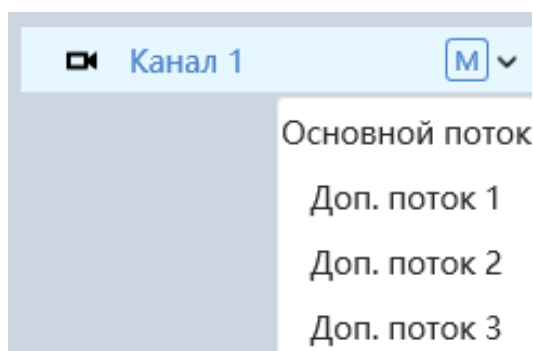 Канал 1 M
Основной поток
Доп. поток 1
Доп. поток 2
Доп. поток 3